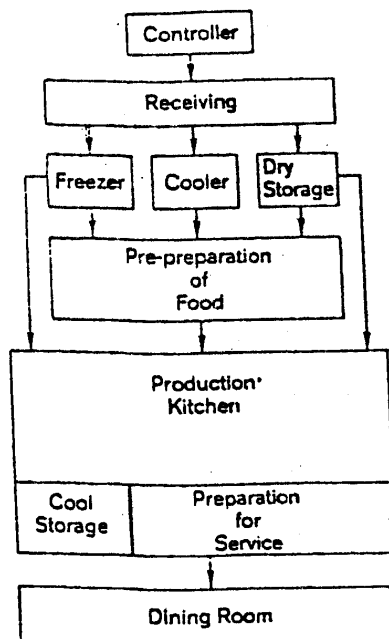 Controller
Receiving
Freezer
Cooler
Dry
Storage
Pre-preparation
of
Food
Production
Kitchen
Cool
Storage
Preparation
for
Service
Dining Room